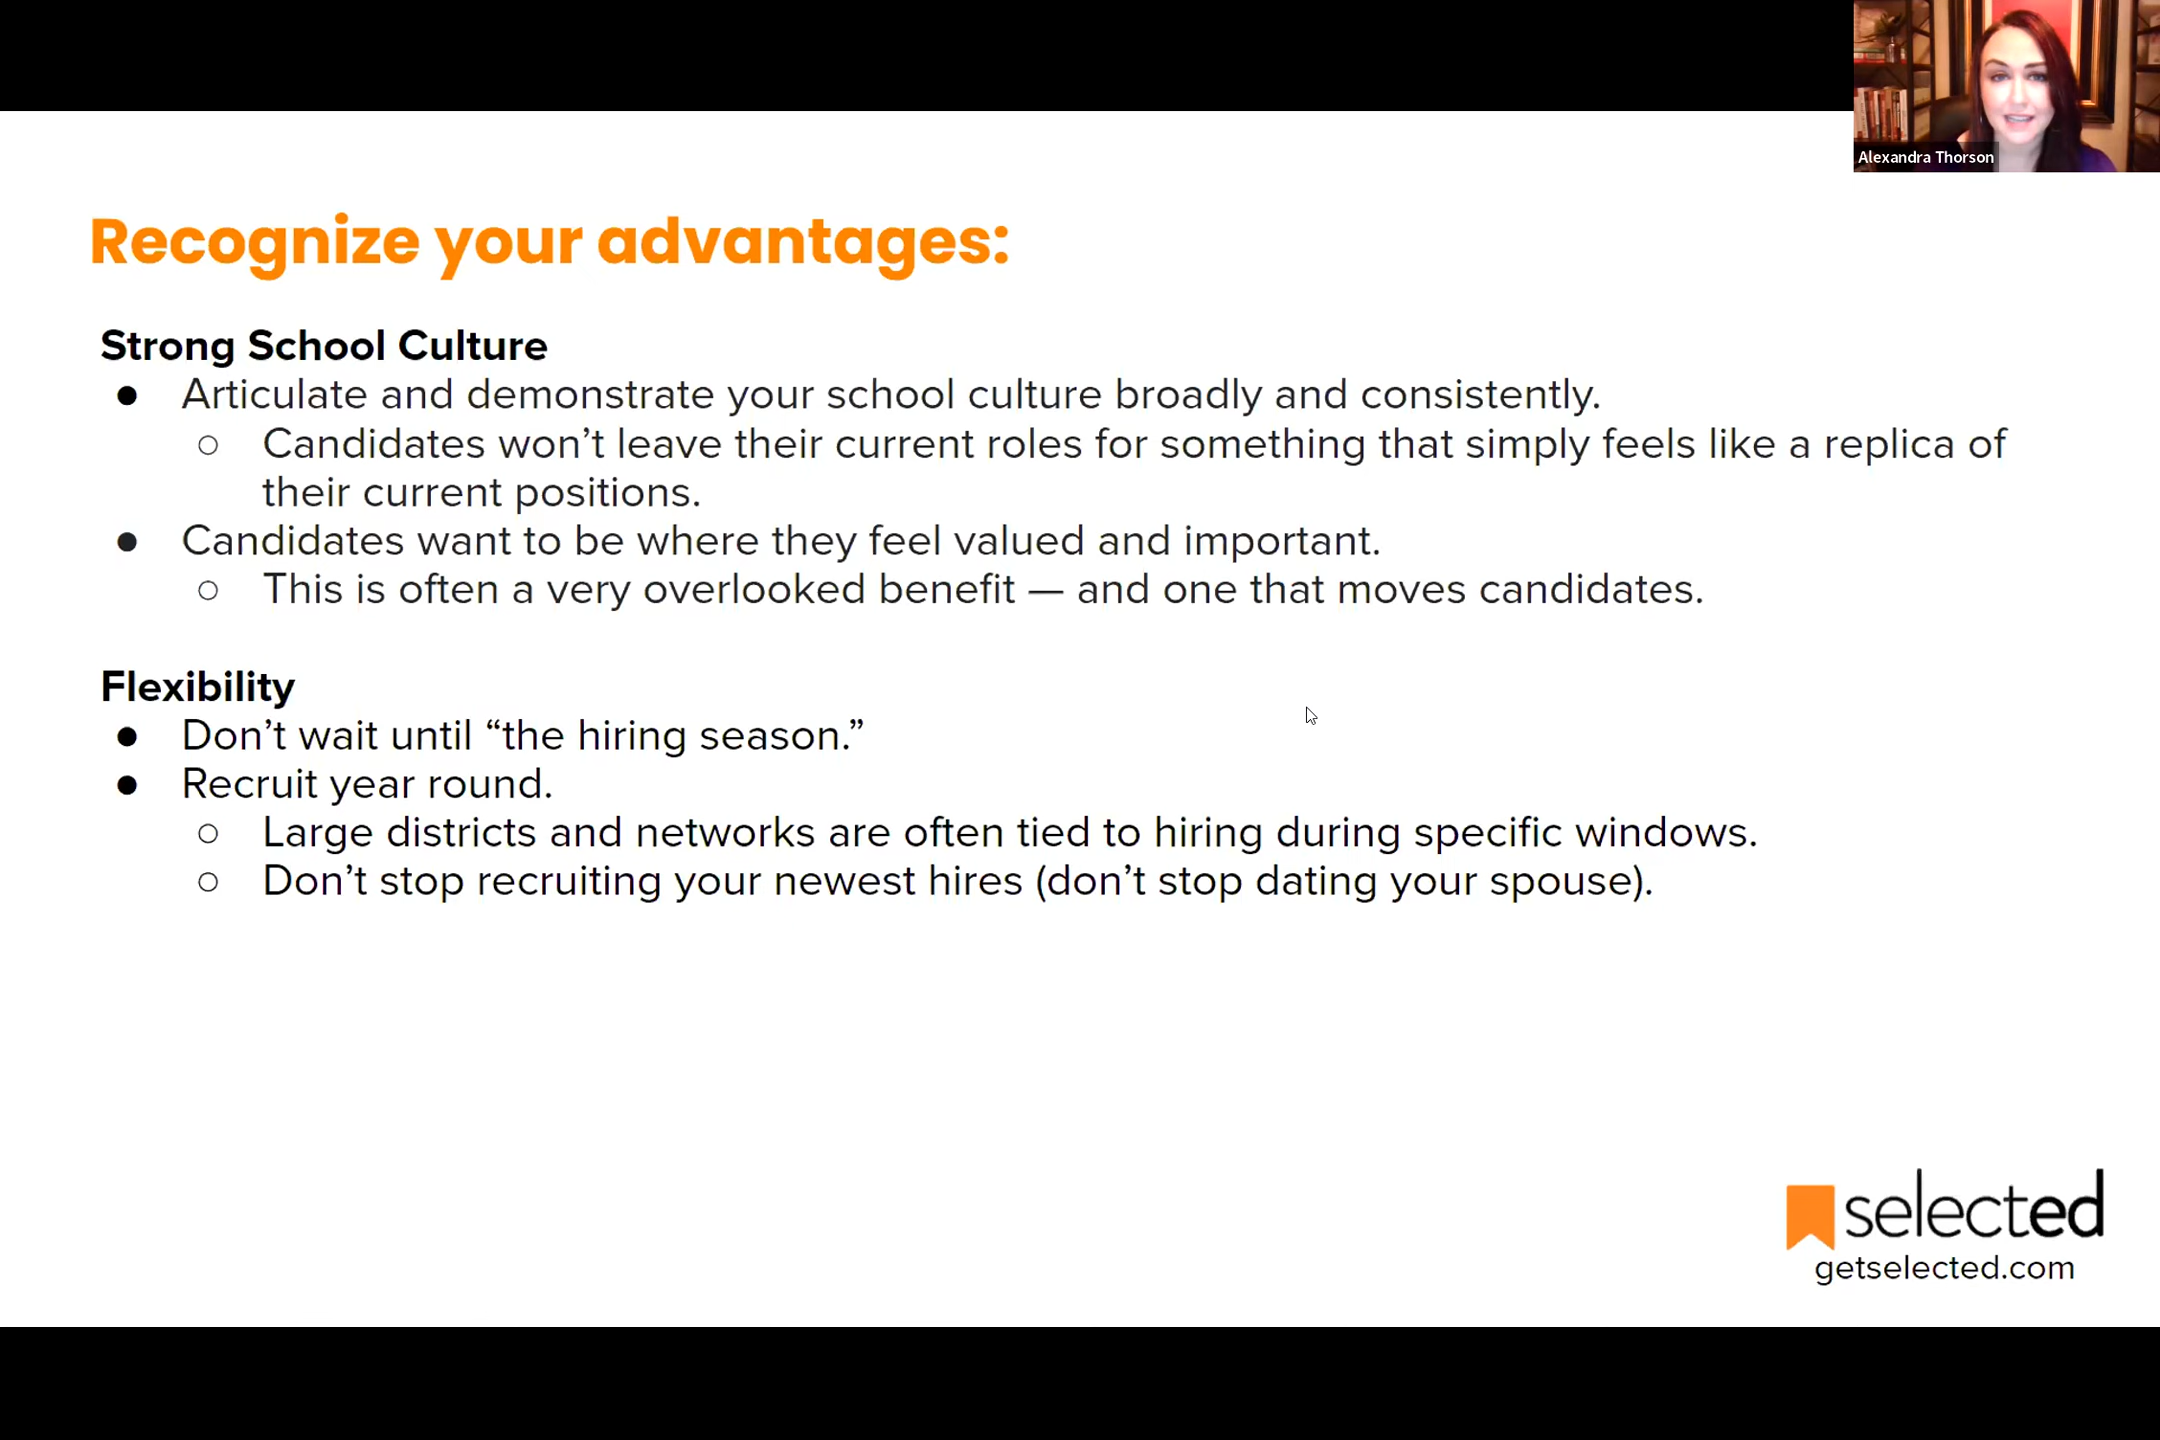 Alexandra Thorson
Recognize your advantages:
Strong School Culture
● Articulate and demonstrate your school culture broadly and consistently.
○ Candidates won’t leave their current roles for something that simply feels like a replica of
their current positions.
● Candidates want to be where they feel valued and important.
○ This is often a very overlooked benefit — and one that moves candidates.
Flexibility
● Don’t wait until “the hiring season.”
● Recruit year round.
○ Large districts and networks are often tied to hiring during specific windows.
○ Don’t stop recruiting your newest hires (don’t stop dating your spouse).
selected
getselected.com